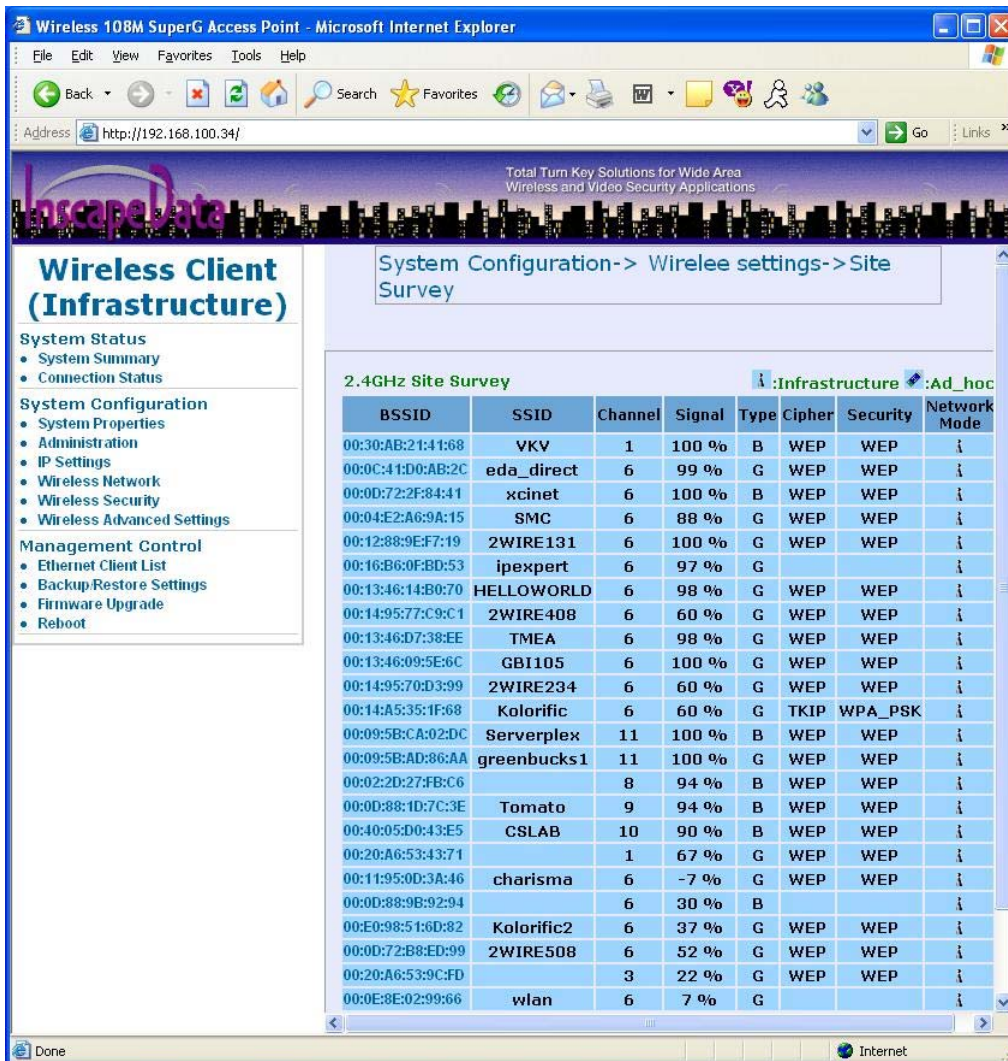 Wireless 108M SuperG Access Point - Microsoft Internet Explorer
File Edit View Favorites Tools Help
Back Search Favorites
Address http://192.168.100.34/ Go Links »
InscapeData
Total Turn Key Solutions for Wide Area
Wireless and Video Security Applications
Wireless Client
(Infrastructure)
System Status
• System Summary
• Connection Status
System Configuration
• System Properties
• Administration
• IP Settings
• Wireless Network
• Wireless Security
• Wireless Advanced Settings
Management Control
• Ethernet Client List
• Backup/Restore Settings
• Firmware Upgrade
• Reboot
System Configuration-> Wirelee settings->Site
Survey
2.4GHz Site Survey :Infrastructure :Ad_hoc
BSSID SSID Channel Signal Type Cipher Security Network Mode
00:30:AB:21:41:68 VKV 1 100 % B WEP WEP
00:0C:41:D0:AB:2C eda_direct 6 99 % G WEP WEP
00:0D:72:2F:84:41 xcinet 6 100 % B WEP WEP
00:04:E2:A6:9A:15 SMC 6 88 % G WEP WEP
00:12:88:9E:F7:19 2WIRE131 6 100 % G WEP WEP
00:16:B6:0F:BD:53 ipexpert 6 97 % G
00:13:46:14:B0:70 HELLOWORLD 6 98 % G WEP WEP
00:14:95:77:C9:C1 2WIRE408 6 60 % G WEP WEP
00:13:46:D7:38:EE TMEA 6 98 % G WEP WEP
00:13:46:09:5E:6C GBI105 6 100 % G WEP WEP
00:14:95:70:D3:99 2WIRE234 6 60 % G WEP WEP
00:14:A5:35:1F:68 Kolorific 6 60 % G TKIP WPA_PSK
00:09:5B:CA:02:DC Serverplex 11 100 % B WEP WEP
00:09:5B:AD:86:AA greenbucks1 11 100 % G WEP WEP
00:02:2D:27:FB:C6 8 94 % B WEP WEP
00:0D:88:1D:7C:3E Tomato 9 94 % B WEP WEP
00:40:05:D0:43:E5 CSLAB 10 90 % B WEP WEP
00:20:A6:53:43:71 1 67 % G WEP WEP
00:11:95:0D:3A:46 charisma 6 -7 % G WEP WEP
00:0D:88:9B:92:94 6 30 % B
00:E0:98:51:6D:82 Kolorific2 6 37 % G WEP WEP
00:0D:72:B8:ED:99 2WIRE508 6 52 % G WEP WEP
00:20:A6:53:9C:FD 3 22 % G WEP WEP
00:0E:8E:02:99:66 wlan 6 7 % G
Done Internet